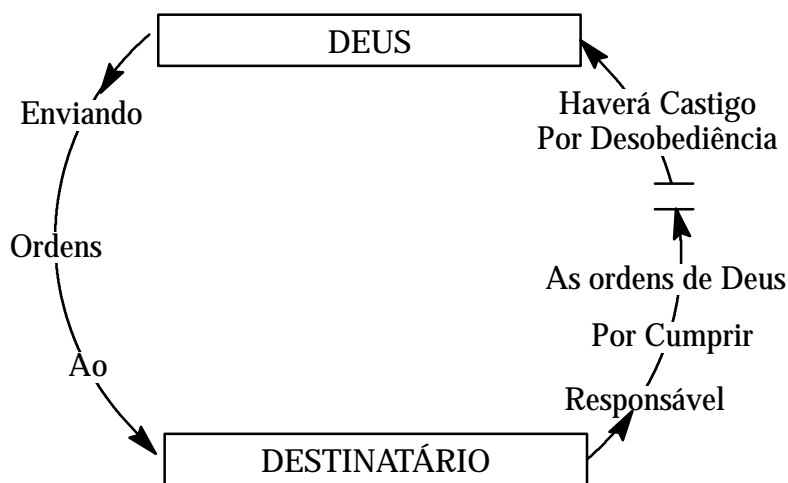 DEUS
Enviando
Ordens
Ao
DESTINATÁRIO
Responsável
Por Cumprir
As ordens de Deus
Haverá Castigo
Por Desobediência